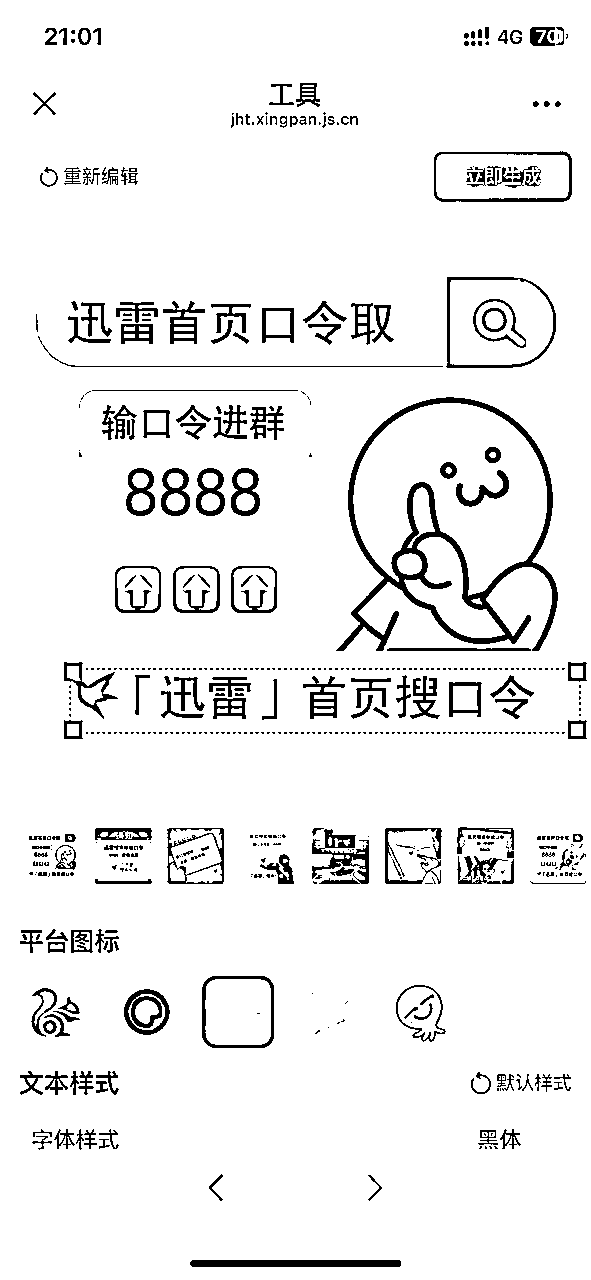 21:01
4G 70
工具
jht.xingpan.js.cn
重新编辑
立即生成
迅雷首页口令取
输口令进群
8888
「迅雷」首页搜口令
平台图标
文本样式
默认样式
字体样式
黑体